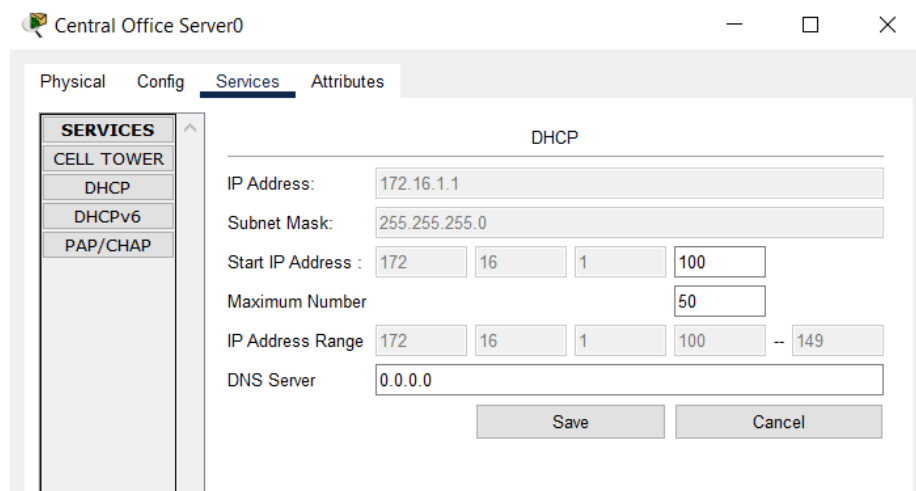 Central Office Server0
Physical Config Services Attributes
SERVICES
CELL TOWER
DHCP
DHCPv6
PAP/CHAP
DHCP
IP Address: 172.16.1.1
Subnet Mask: 255.255.255.0
Start IP Address : 172 16 1 100
Maximum Number 50
IP Address Range 172 16 1 100 -- 149
DNS Server 0.0.0.0
Save Cancel